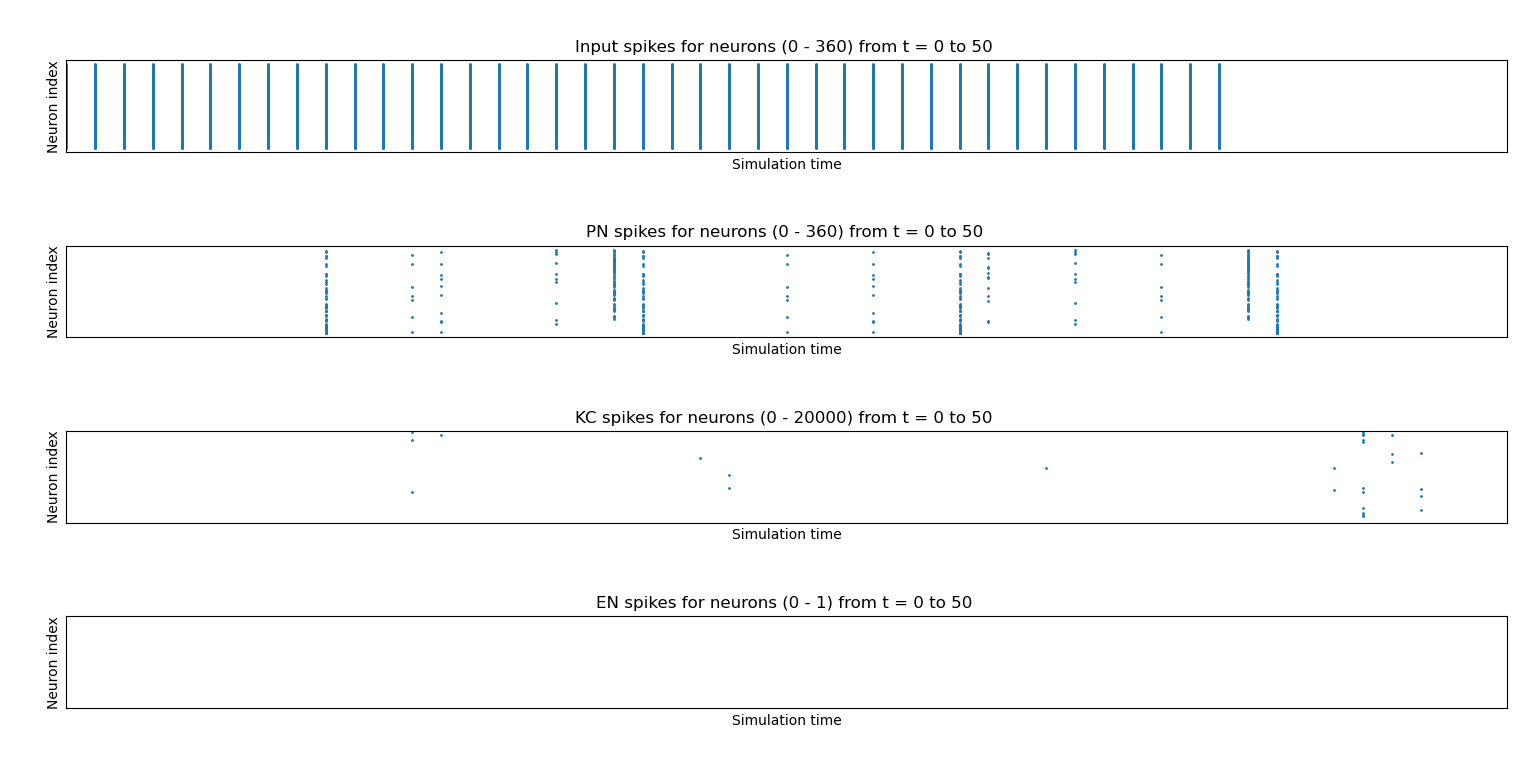 Input spikes for neurons (0 - 360) from t = 0 to 50
Neuron index
Simulation time
PN spikes for neurons (0 - 360) from t = 0 to 50
Neuron index
Simulation time
KC spikes for neurons (0 - 20000) from t = 0 to 50
Neuron index
Simulation time
EN spikes for neurons (0 - 1) from t = 0 to 50
Neuron index
Simulation time